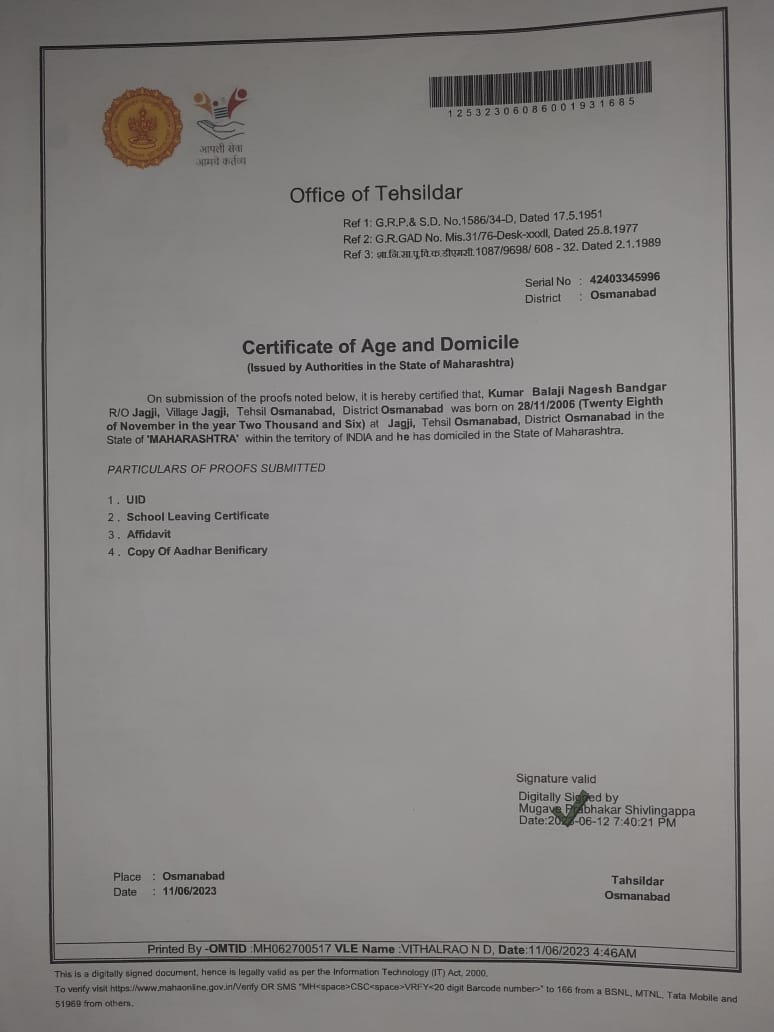 12532306086001931685
आपली सेवा
आमचे कर्तव्य
Office of Tehsildar
Ref 1: G.R.P.& S.D. No.1586/34-D, Dated 17.5.1951
Ref 2: G.R.GAD No. Mis.31/76-Desk-xxxII, Dated 25.8.1977
Ref 3: शा.नि.सा.पू.वि.क.डीएमसी.1087/9698/ 608 - 32. Dated 2.1.1989
Serial No : 42403345996
District : Osmanabad
Certificate of Age and Domicile
(Issued by Authorities in the State of Maharashtra)
On submission of the proofs noted below, it is hereby certified that, Kumar Balaji Nagesh Bandgar
R/O Jagji, Village Jagji, Tehsil Osmanabad, District Osmanabad was born on 28/11/2006 (Twenty Eighth
of November in the year Two Thousand and Six) at Jagji, Tehsil Osmanabad, District Osmanabad in the
State of 'MAHARASHTRA' within the territory of INDIA and he has domiciled in the State of Maharashtra.
PARTICULARS OF PROOFS SUBMITTED
1 . UID
2 . School Leaving Certificate
3 . Affidavit
4 . Copy Of Aadhar Benificary
Signature valid
Digitally Signed by
Mugave Prabhakar Shivlingappa
Date:2023-06-12 7:40:21 PM
Place : Osmanabad
Date : 11/06/2023
Tahsildar
Osmanabad
Printed By -OMTID :MH062700517 VLE Name :VITHALRAO N D, Date:11/06/2023 4:46AM
This is a digitally signed document, hence is legally valid as per the Information Technology (IT) Act, 2000.
To verify visit https://www.mahaonline.gov.in/Verify OR SMS "MH<space>CSC<space>VRFY<20 digit Barcode number>" to 166 from a BSNL, MTNL, Tata Mobile and
51969 from others.